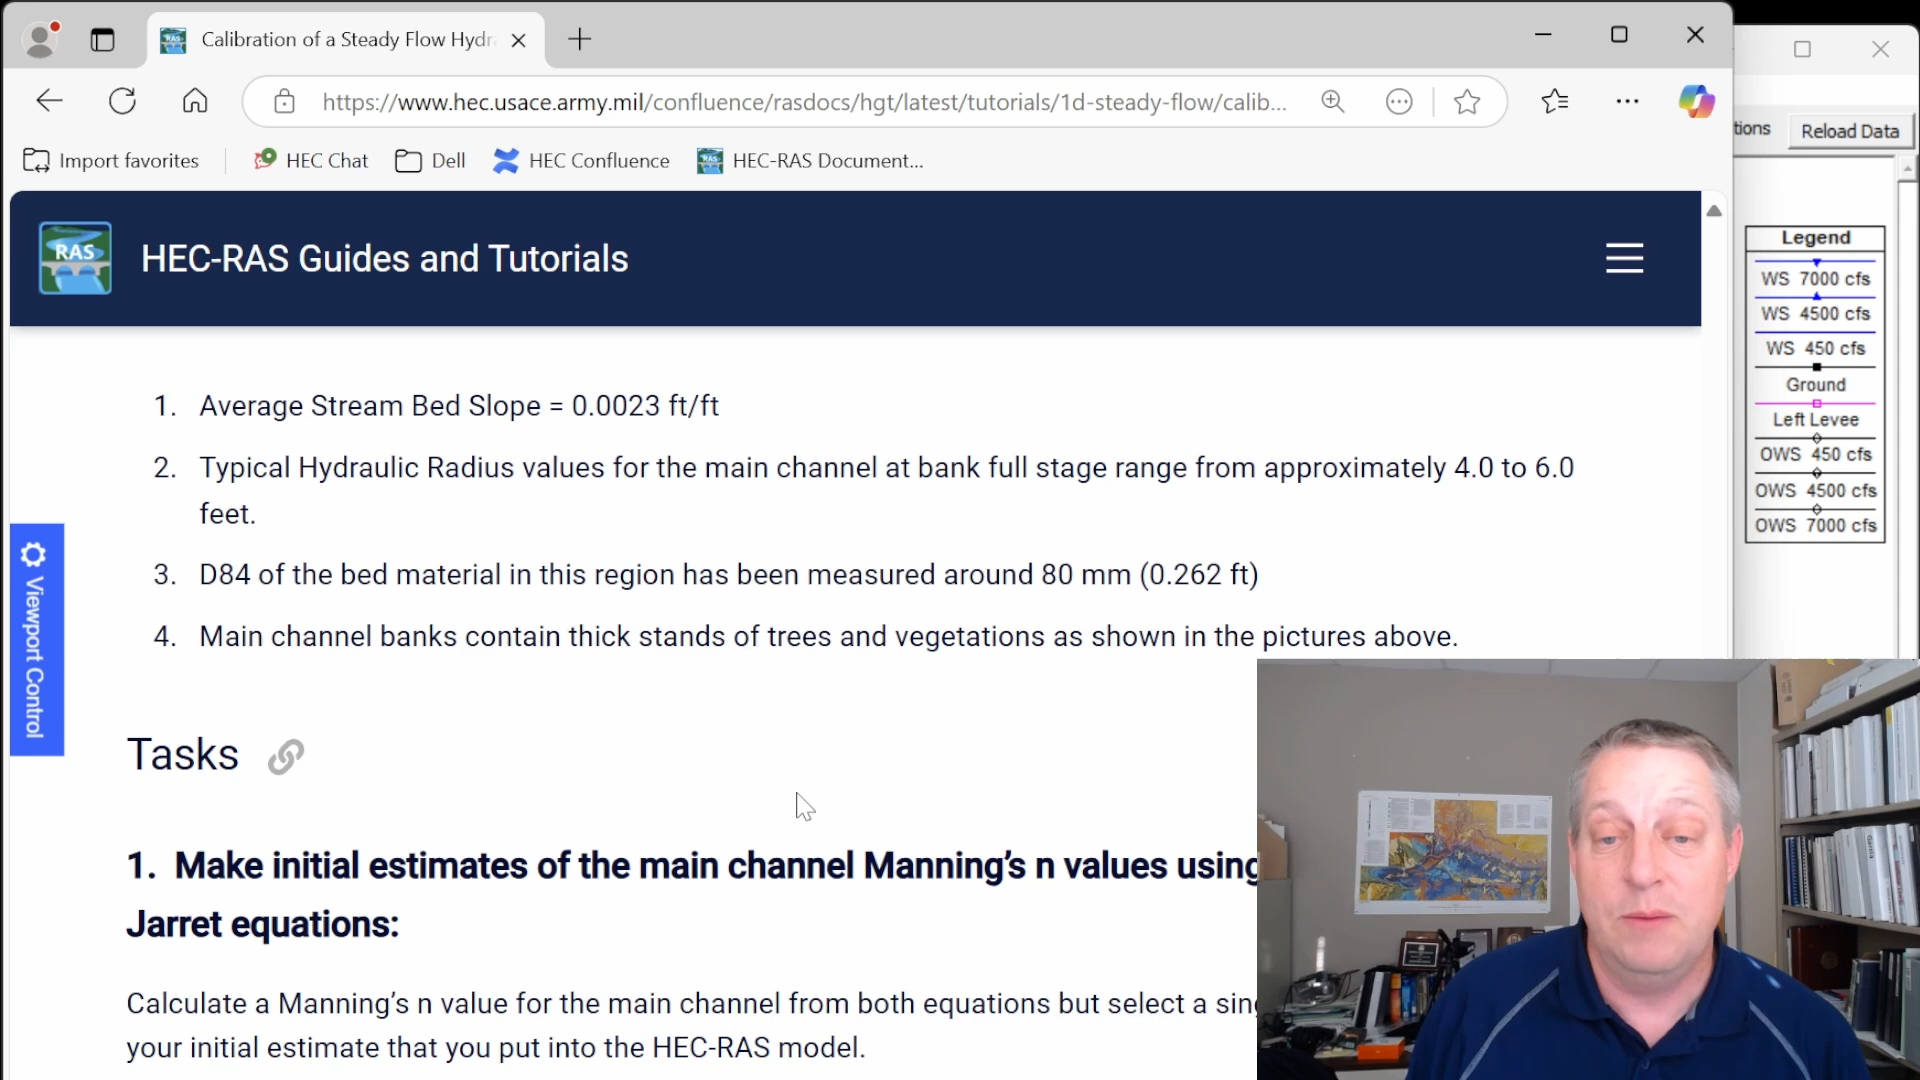 Calibration of a Steady Flow Hydr
https://www.hec.usace.army.mil/confluence/rasdocs/hgt/latest/tutorials/1d-steady-flow/calib...
tions
Reload Data
Import favorites
HEC Chat
Dell
HEC Confluence
HEC-RAS Document...
RAS
HEC-RAS Guides and Tutorials
Legend
WS 7000 cfs
WS 4500 cfs
WS 450 cfs
Ground
Left Levee
OWS 450 cfs
OWS 4500 cfs
OWS 7000 cfs
1. Average Stream Bed Slope = 0.0023 ft/ft
2. Typical Hydraulic Radius values for the main channel at bank full stage range from approximately 4.0 to 6.0
feet.
3. D84 of the bed material in this region has been measured around 80 mm (0.262 ft)
4. Main channel banks contain thick stands of trees and vegetations as shown in the pictures above.
Viewport Control
Tasks
1. Make initial estimates of the main channel Manning's n values using
Jarret equations:
Calculate a Manning's n value for the main channel from both equations but select a sing
your initial estimate that you put into the HEC-RAS model.